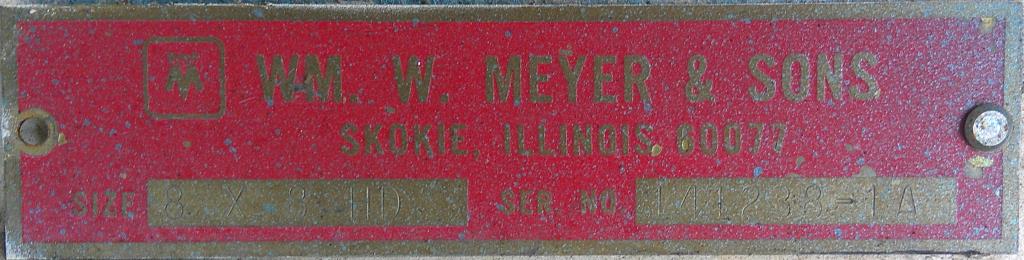 WM. W. MEYER & SONS
SKOKIE, ILLINOIS 60077
SIZE 8 X 8 HD SER NO 141238-1A